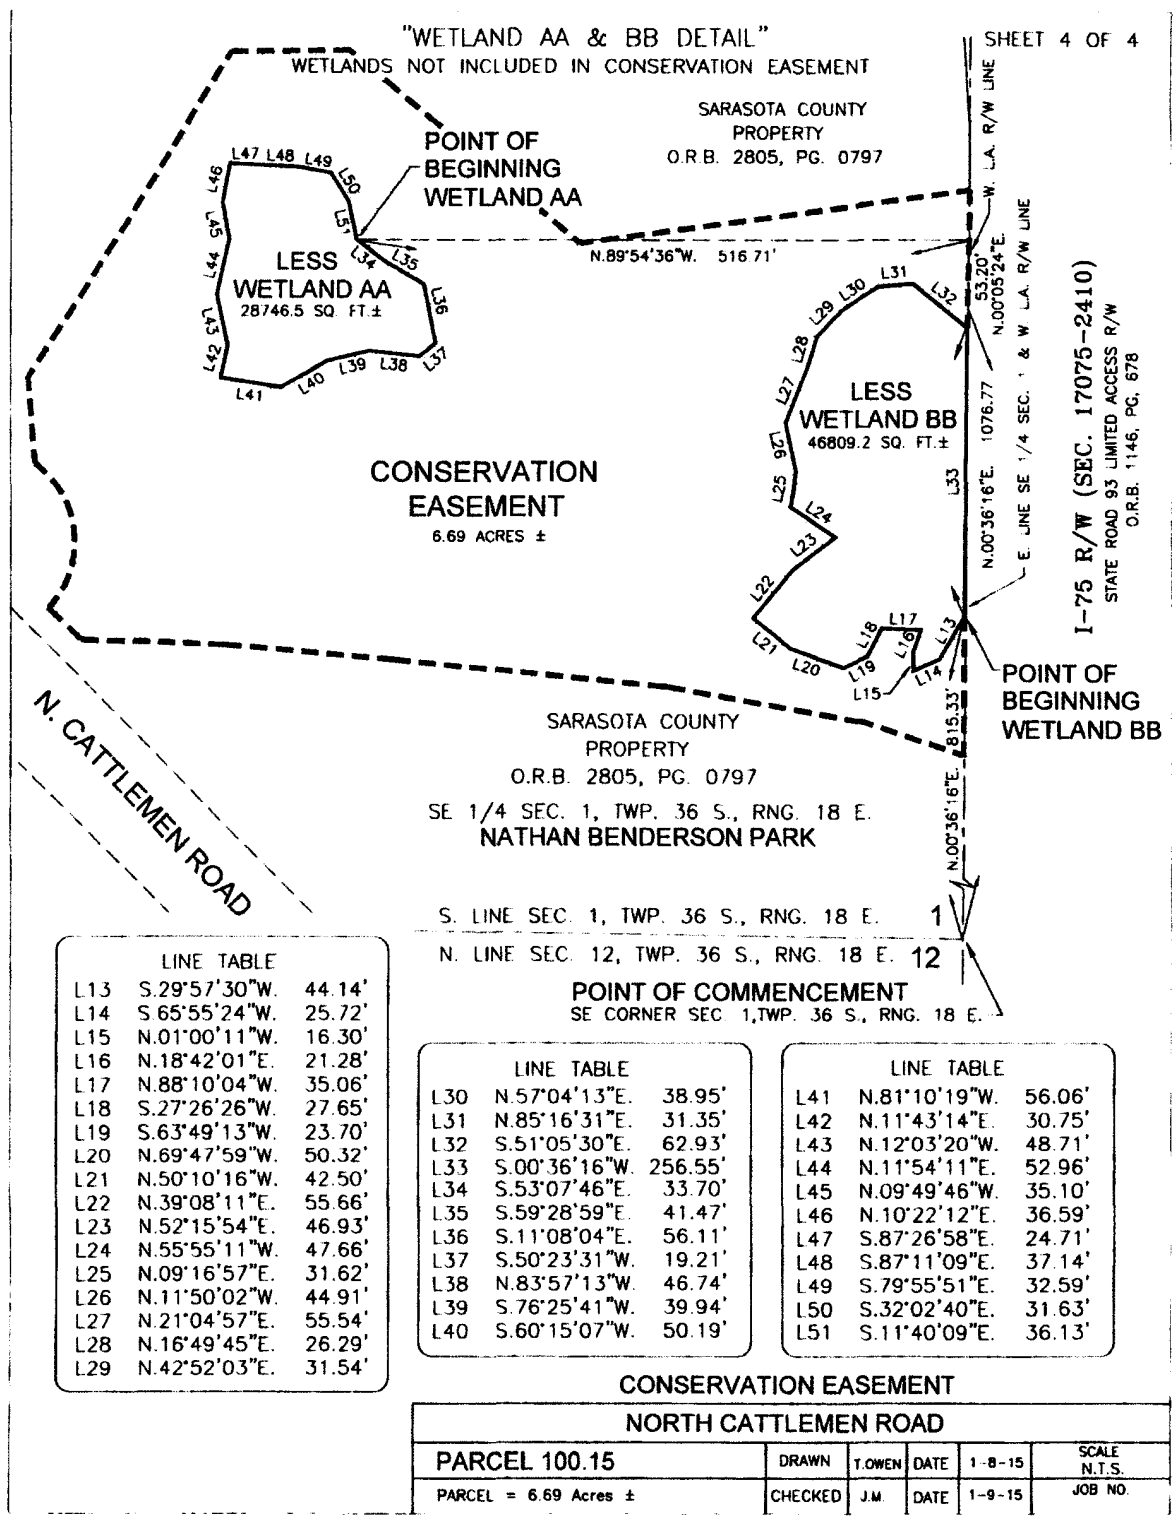 "WETLAND AA & BB DETAIL"
WETLANDS NOT INCLUDED IN CONSERVATION EASEMENT
SHEET 4 OF 4
SARASOTA COUNTY
PROPERTY
O.R.B. 2805, PG. 0797
POINT OF
BEGINNING
WETLAND AA
W. L.A. R/W LINE
L47
L48
L49
L50
L51
L46
L45
L44
L43
L42
L41
L40
L39
L38
L37
L36
L35
L34
LESS
WETLAND AA
28746.5 SQ. FT.±
N.89°54'36"W. 516.71'
53.20'
N.00°05'24"E.
L31
L30
L32
L29
L28
L27
L26
L25
L24
L23
L22
L21
L20
L19
L18
L17
L16
L15
L14
L13
L33
LESS
WETLAND BB
46809.2 SQ. FT.±
N.00°36'16"E. 1076.77
E. LINE SE 1/4 SEC. 1 & W. L.A. R/W LINE
I-75 R/W (SEC. 17075-2410)
STATE ROAD 93 LIMITED ACCESS R/W
O.R.B. 1146, PG. 678
CONSERVATION
EASEMENT
6.69 ACRES ±
POINT OF
BEGINNING
WETLAND BB
N.00°36'16"E. 815.33'
N. CATTLEMEN ROAD
SARASOTA COUNTY
PROPERTY
O.R.B. 2805, PG. 0797
SE 1/4 SEC. 1, TWP. 36 S., RNG. 18 E.
NATHAN BENDERSON PARK
S. LINE SEC. 1, TWP. 36 S., RNG. 18 E. 1
N. LINE SEC. 12, TWP. 36 S., RNG. 18 E. 12
POINT OF COMMENCEMENT
SE CORNER SEC 1,TWP. 36 S., RNG. 18 E.
LINE TABLE
L13 S.29°57'30"W. 44.14'
L14 S.65°55'24"W. 25.72'
L15 N.01°00'11"W. 16.30'
L16 N.18°42'01"E. 21.28'
L17 N.88°10'04"W. 35.06'
L18 S.27°26'26"W. 27.65'
L19 S.63°49'13"W. 23.70'
L20 N.69°47'59"W. 50.32'
L21 N.50°10'16"W. 42.50'
L22 N.39°08'11"E. 55.66'
L23 N.52°15'54"E. 46.93'
L24 N.55°55'11"W. 47.66'
L25 N.09°16'57"E. 31.62'
L26 N.11°50'02"W. 44.91'
L27 N.21°04'57"E. 55.54'
L28 N.16°49'45"E. 26.29'
L29 N.42°52'03"E. 31.54'
LINE TABLE
L30 N.57°04'13"E. 38.95'
L31 N.85°16'31"E. 31.35'
L32 S.51°05'30"E. 62.93'
L33 S.00°36'16"W. 256.55'
L34 S.53°07'46"E. 33.70'
L35 S.59°28'59"E. 41.47'
L36 S.11°08'04"E. 56.11'
L37 S.50°23'31"W. 19.21'
L38 N.83°57'13"W. 46.74'
L39 S.76°25'41"W. 39.94'
L40 S.60°15'07"W. 50.19'
LINE TABLE
L41 N.81°10'19"W. 56.06'
L42 N.11°43'14"E. 30.75'
L43 N.12°03'20"W. 48.71'
L44 N.11°54'11"E. 52.96'
L45 N.09°49'46"W. 35.10'
L46 N.10°22'12"E. 36.59'
L47 S.87°26'58"E. 24.71'
L48 S.87°11'09"E. 37.14'
L49 S.79°55'51"E. 32.59'
L50 S.32°02'40"E. 31.63'
L51 S.11°40'09"E. 36.13'
CONSERVATION EASEMENT
NORTH CATTLEMEN ROAD
PARCEL 100.15 DRAWN T.OWEN DATE 1-8-15 SCALE N.T.S.
PARCEL = 6.69 Acres ± CHECKED J.M. DATE 1-9-15 JOB NO.